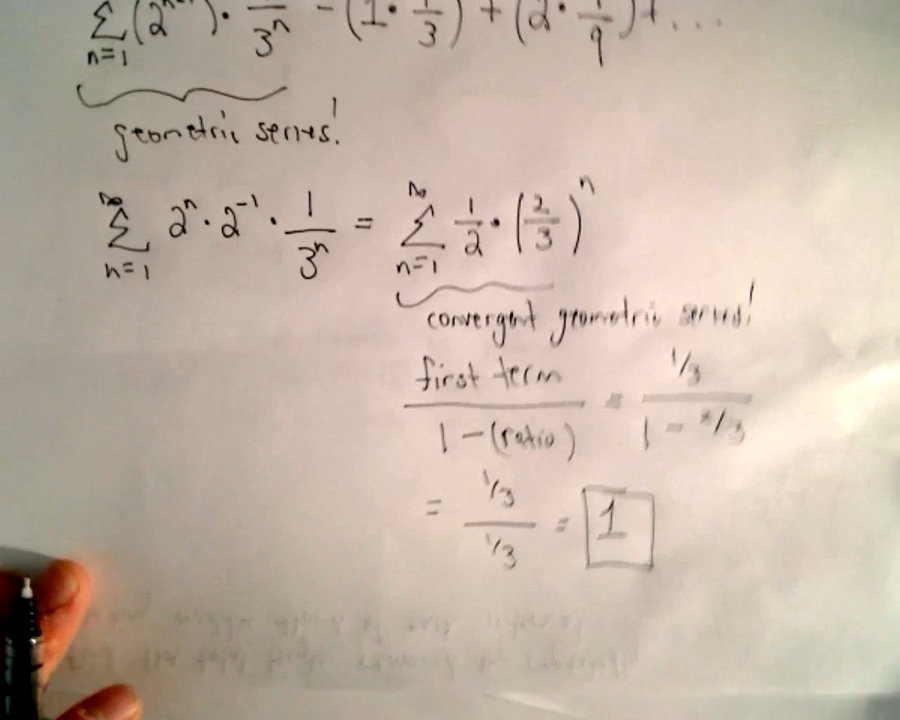 ∑ n=1 (2ⁿ⁻¹) · 1/3ⁿ = (1 · 1/3) + (2 · 1/9) + ...
geometric series!
∞ ∑ n=1 2ⁿ · 2⁻¹ · 1/3ⁿ = ∞ ∑ n=1 1/2 · (2/3)ⁿ
convergent geometric series!
first term / 1 - (ratio) = 1/3 / 1 - 2/3
= 1/3 / 1/3 = 1